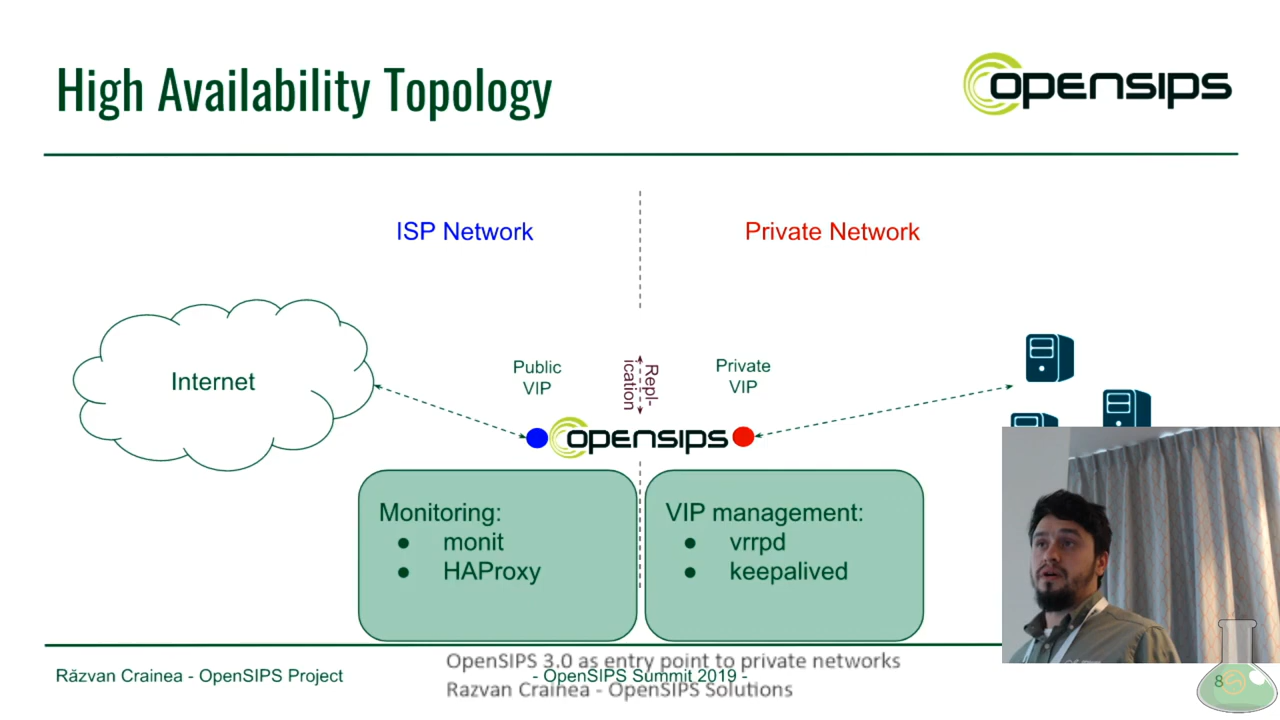 High Availability Topology
opensips
ISP Network
Private Network
Internet
Public
VIP
Repl-
ication
Private
VIP
opensips
Monitoring:
● monit
● HAProxy
VIP management:
● vrrpd
● keepalived
Răzvan Crainea - OpenSIPS Project
- OpenSIPS Summit 2019 -
OpenSIPS 3.0 as entry point to private networks
Razvan Crainea - OpenSIPS Solutions
8